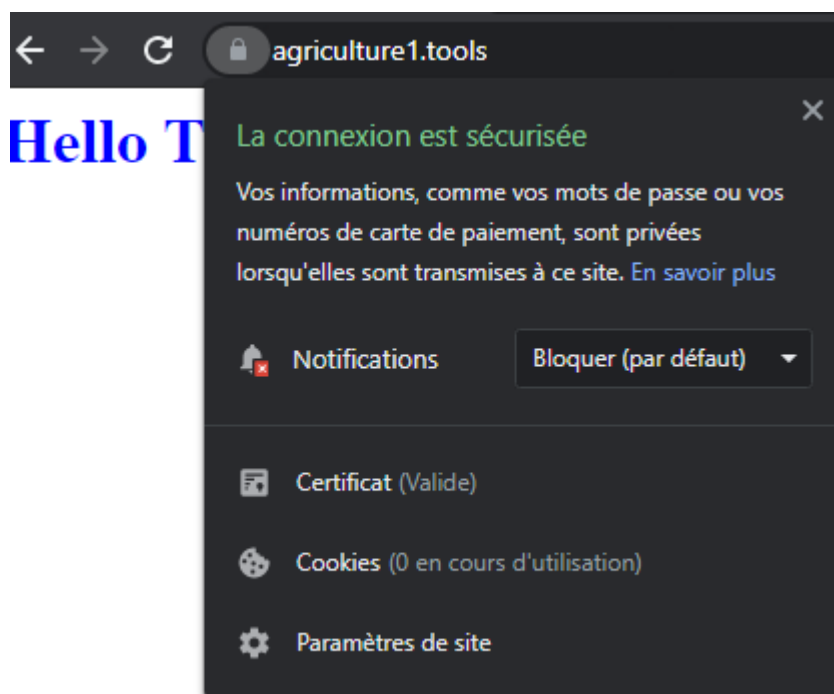 agriculture1.tools
Hello T
La connexion est sécurisée
Vos informations, comme vos mots de passe ou vos
numéros de carte de paiement, sont privées
lorsqu'elles sont transmises à ce site. En savoir plus
Notifications Bloquer (par défaut)
Certificat (Valide)
Cookies (0 en cours d'utilisation)
Paramètres de site